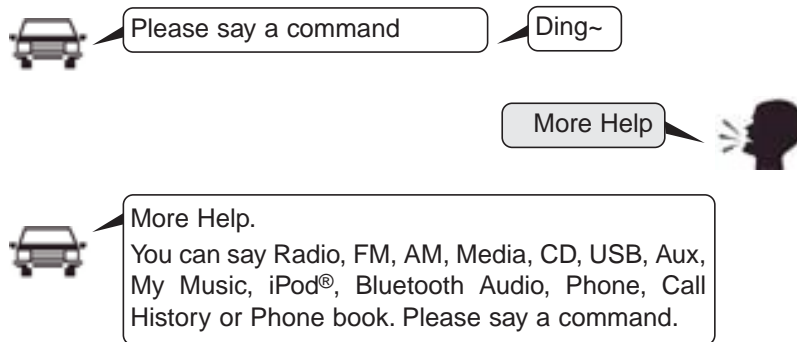 Please say a command
Ding~
More Help
More Help.
You can say Radio, FM, AM, Media, CD, USB, Aux,
My Music, iPod®, Bluetooth Audio, Phone, Call
History or Phone book. Please say a command.